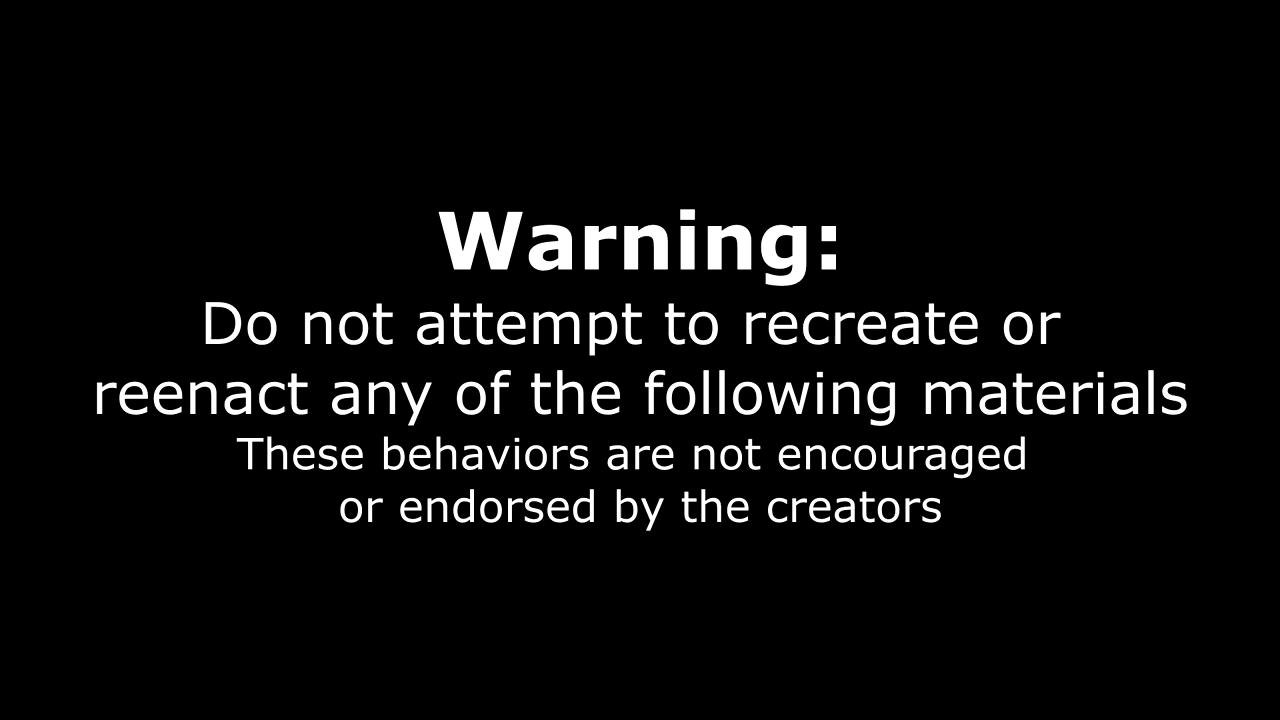 Warning:
Do not attempt to recreate or
reenact any of the following materials
These behaviors are not encouraged
or endorsed by the creators